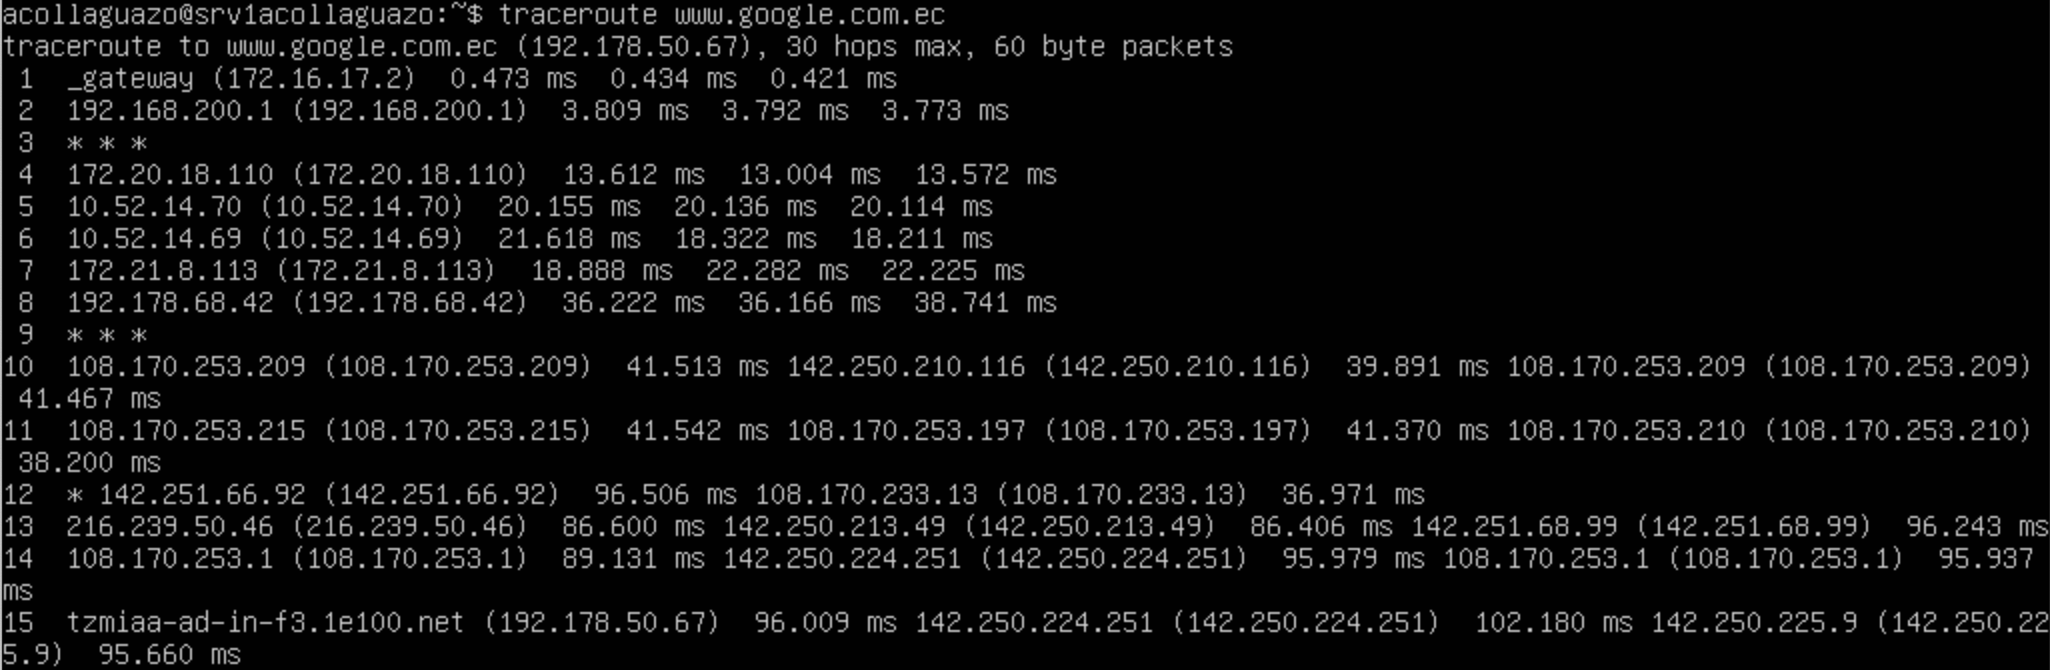 acollaguazo@srv1acollaguazo:~$ traceroute www.google.com.ec
traceroute to www.google.com.ec (192.178.50.67), 30 hops max, 60 byte packets
 1  _gateway (172.16.17.2)  0.473 ms  0.434 ms  0.421 ms
 2  192.168.200.1 (192.168.200.1)  3.809 ms  3.792 ms  3.773 ms
 3  * * *
 4  172.20.18.110 (172.20.18.110)  13.612 ms  13.004 ms  13.572 ms
 5  10.52.14.70 (10.52.14.70)  20.155 ms  20.136 ms  20.114 ms
 6  10.52.14.69 (10.52.14.69)  21.618 ms  18.322 ms  18.211 ms
 7  172.21.8.113 (172.21.8.113)  18.888 ms  22.282 ms  22.225 ms
 8  192.178.68.42 (192.178.68.42)  36.222 ms  36.166 ms  38.741 ms
 9  * * *
10  108.170.253.209 (108.170.253.209)  41.513 ms 142.250.210.116 (142.250.210.116)  39.891 ms 108.170.253.209 (108.170.253.209)
 41.467 ms
11  108.170.253.215 (108.170.253.215)  41.542 ms 108.170.253.197 (108.170.253.197)  41.370 ms 108.170.253.210 (108.170.253.210)
 38.200 ms
12  * 142.251.66.92 (142.251.66.92)  96.506 ms 108.170.233.13 (108.170.233.13)  36.971 ms
13  216.239.50.46 (216.239.50.46)  86.600 ms 142.250.213.49 (142.250.213.49)  86.406 ms 142.251.68.99 (142.251.68.99)  96.243 ms
14  108.170.253.1 (108.170.253.1)  89.131 ms 142.250.224.251 (142.250.224.251)  95.979 ms 108.170.253.1 (108.170.253.1)  95.937
ms
15  tzmiaa-ad-in-f3.1e100.net (192.178.50.67)  96.009 ms 142.250.224.251 (142.250.224.251)  102.180 ms 142.250.225.9 (142.250.22
5.9)  95.660 ms